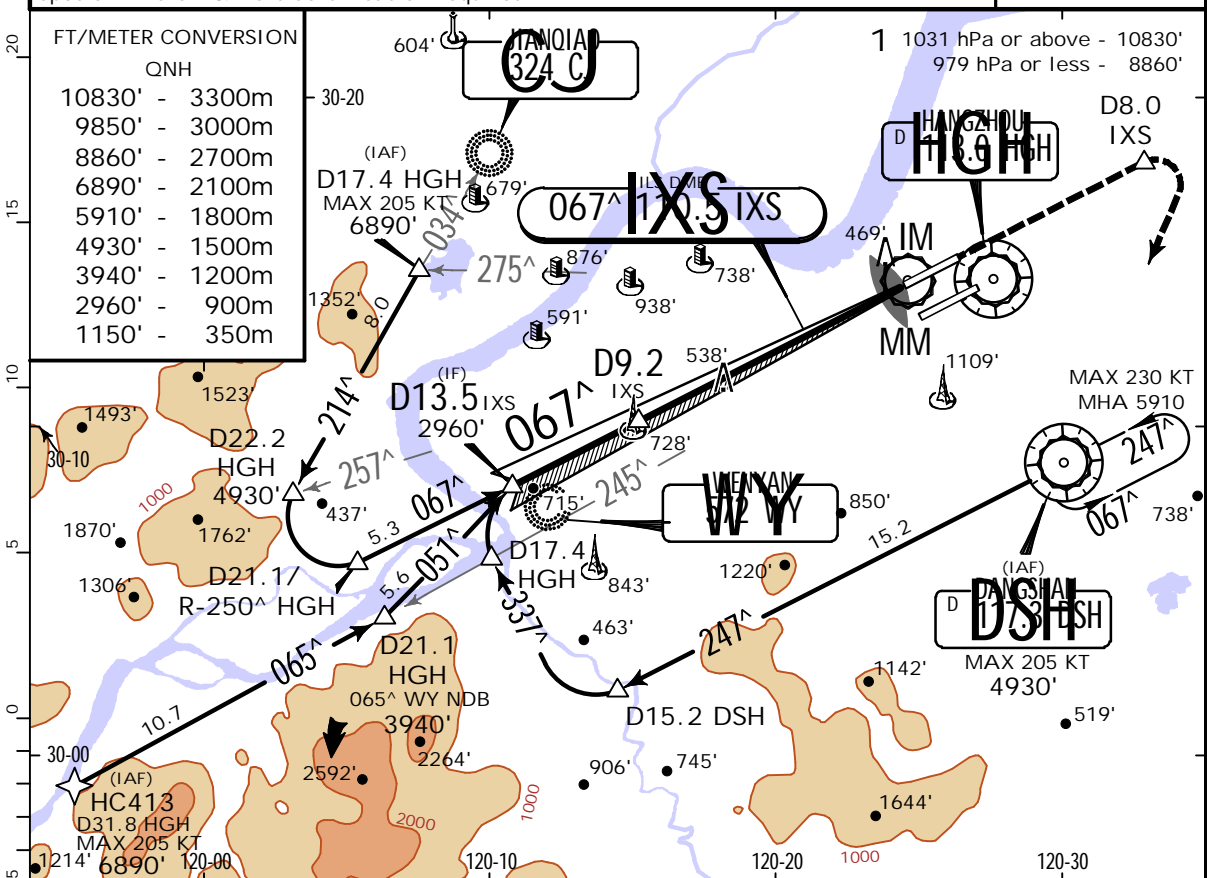 FT/METER CONVERSION
QNH
10830' - 3300m
9850' - 3000m
8860' - 2700m
6890' - 2100m
5910' - 1800m
4930' - 1500m
3940' - 1200m
2960' - 900m
1150' - 350m
20
15
10
5
0
5
604'
JIANQIAO
324 CJ
CJ
1 1031 hPa or above - 10830'
979 hPa or less - 8860'
30-20
D8.0
IXS
HANGZHOU
D 113.0 HGH
HGH
(IAF)
D17.4 HGH
MAX 205 KT
6890'
034^
679'
ILS DME
067^ 110.5 IXS
IXS
469'
IM
MM
275^
876'
738'
938'
1352'
8.0
591'
538'
1109'
D9.2
IXS
(IF)
D13.5 IXS
2960'
067^
MAX 230 KT
MHA 5910
247^
067^
1523'
214^
1493'
30-10
D22.2
HGH
4930'
257^
728'
245^
1000
437'
067^
715'
WENYAN
572 WY
WY
850'
738'
1870'
1762'
5.3
15.2
D17.4
HGH
051^
5.6
1306'
D21.1/
R-250^ HGH
843'
1220'
(IAF)
DANGSHAN
D 117.3 DSH
DSH
MAX 205 KT
4930'
337^
463'
247^
065^
D21.1
HGH
065^ WY NDB
3940'
1142'
10.7
D15.2 DSH
519'
30-00
2264'
2592'
906'
745'
(IAF)
HC413
D31.8 HGH
MAX 205 KT
6890'
1000
2000
1644'
1214'
120-00
120-10
120-20
1000
120-30